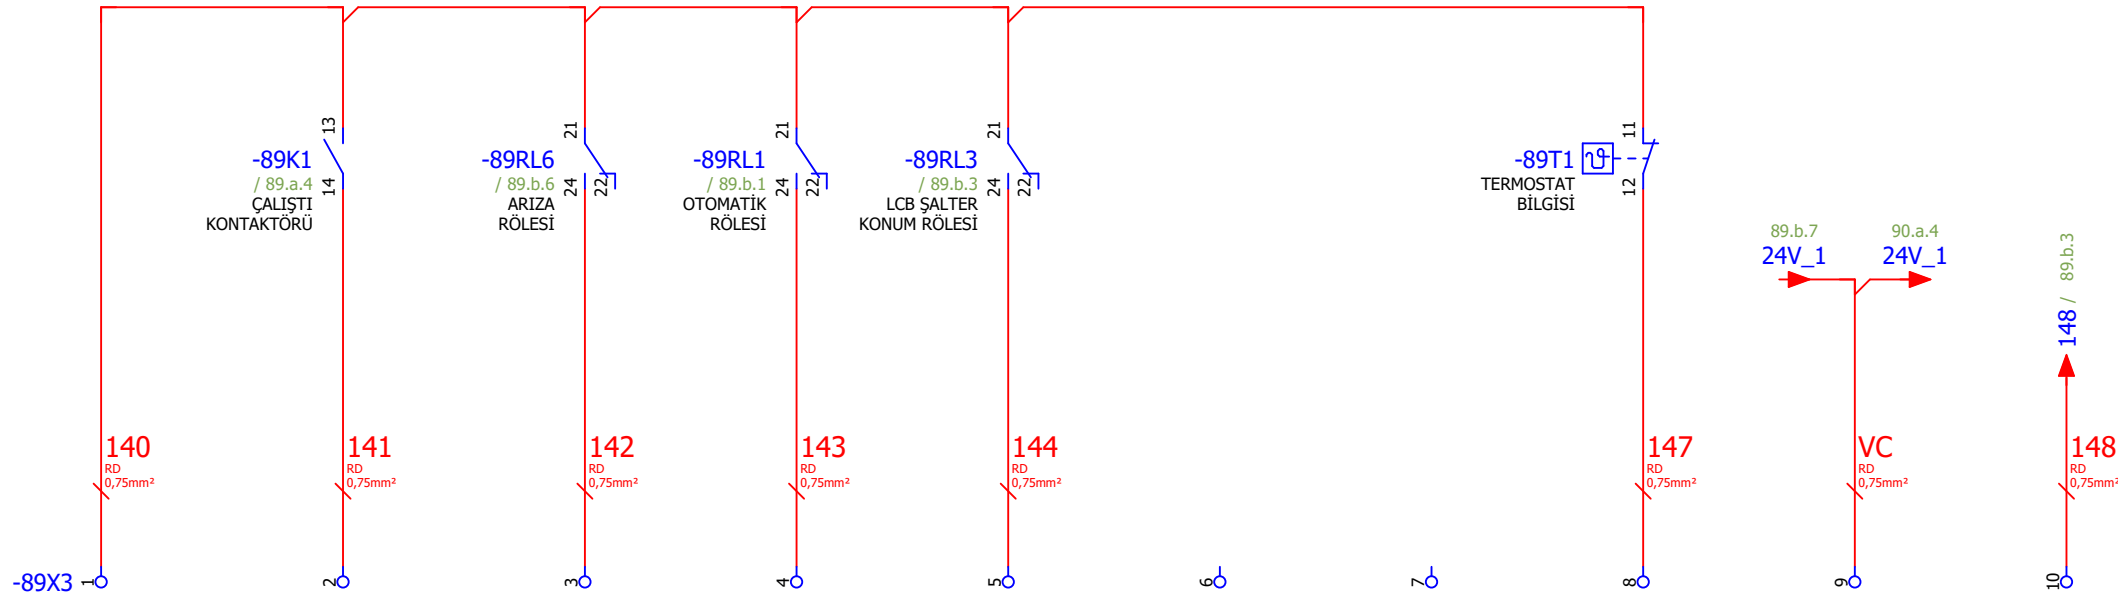 -89K1
/ 89.a.4
ÇALIŞTI
KONTAKTÖRÜ
13
14
-89RL6
/ 89.b.6
ARIZA
RÖLESİ
21
24
22
-89RL1
/ 89.b.1
OTOMATİK
RÖLESİ
21
24
22
-89RL3
/ 89.b.3
LCB ŞALTER
KONUM RÖLESİ
21
24
22
-89T1
TERMOSTAT
BİLGİSİ
11
12
89.b.7
24V_1
90.a.4
24V_1
148 / 89.b.3
140
RD
0,75mm²
141
RD
0,75mm²
142
RD
0,75mm²
143
RD
0,75mm²
144
RD
0,75mm²
147
RD
0,75mm²
VC
RD
0,75mm²
148
RD
0,75mm²
-89X3
1
2
3
4
5
6
7
8
9
10